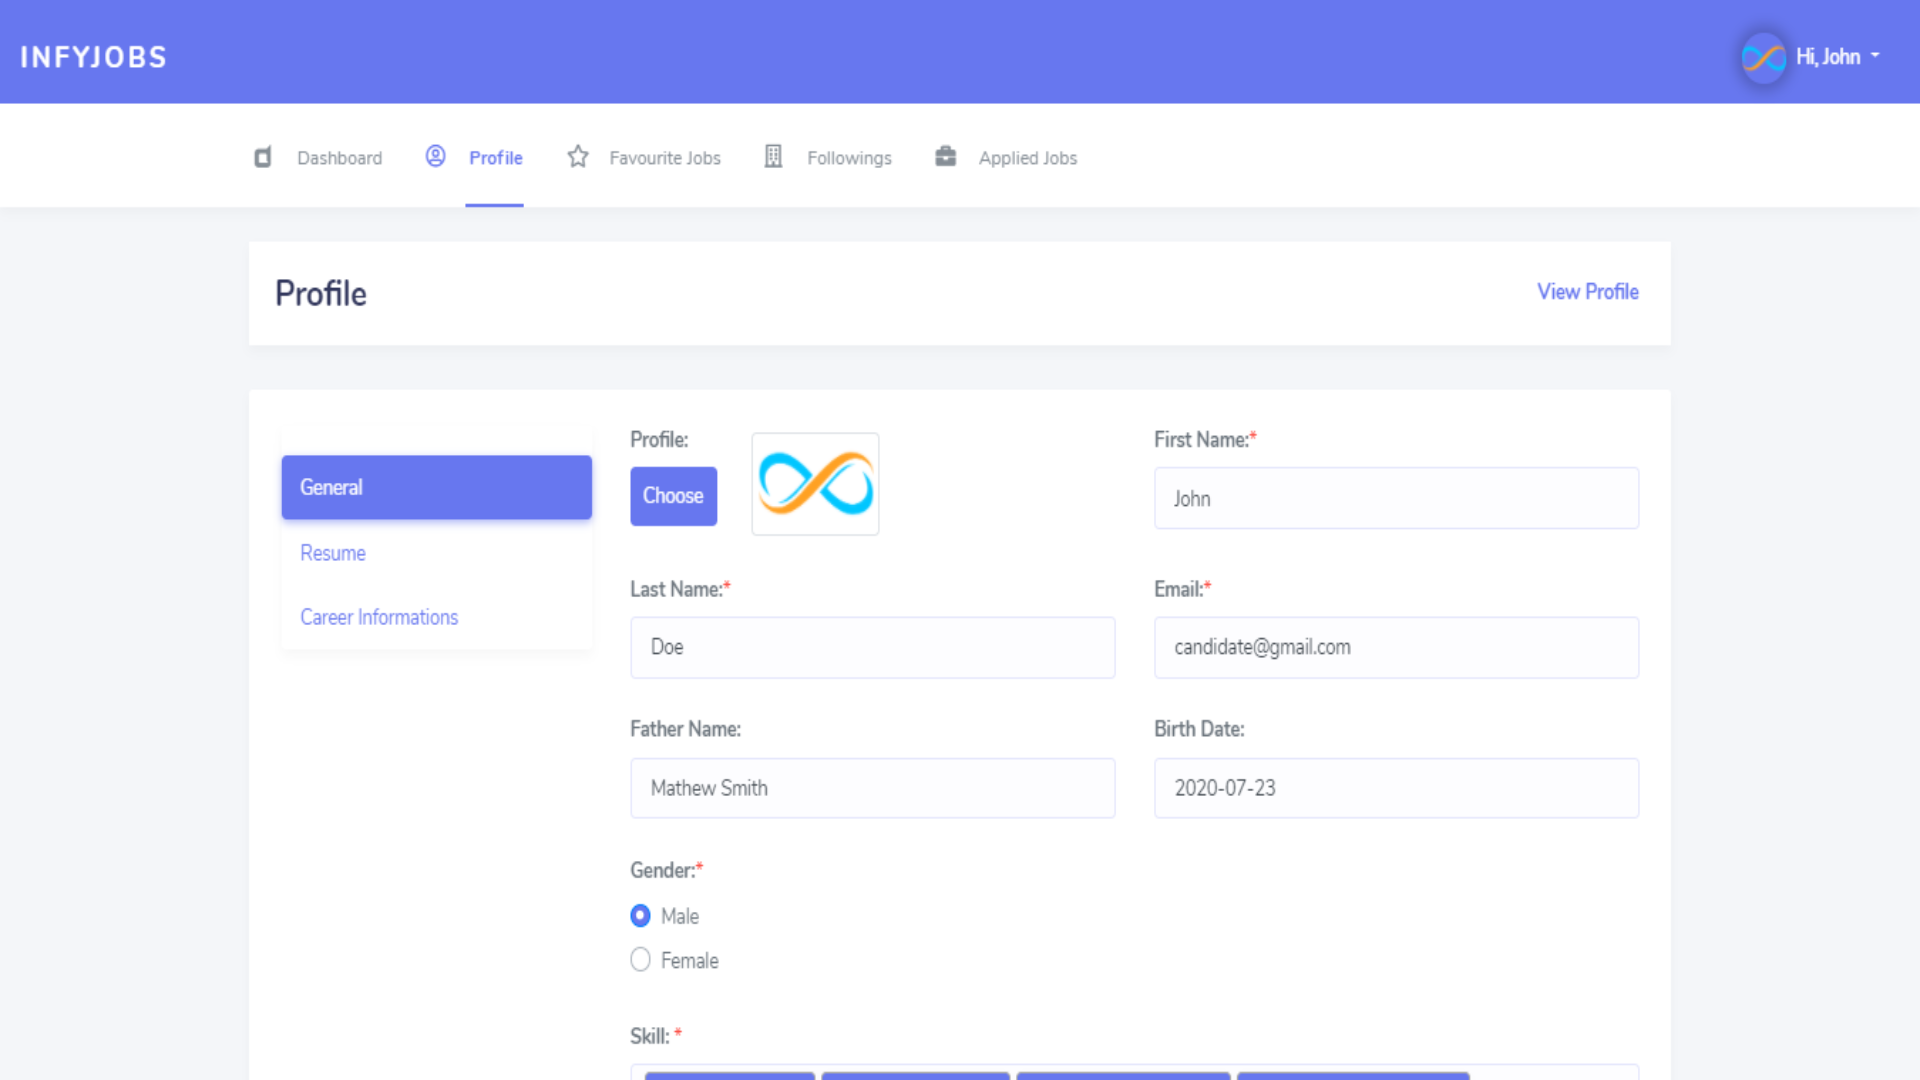 INFYJOBS
Hi, John
Dashboard
Profile
Favourite Jobs
Followings
Applied Jobs
Profile
View Profile
General
Resume
Career Informations
Profile:
Choose
First Name:*
John
Last Name:*
Doe
Email:*
candidate@gmail.com
Father Name:
Mathew Smith
Birth Date:
2020-07-23
Gender:*
Male
Female
Skill: *